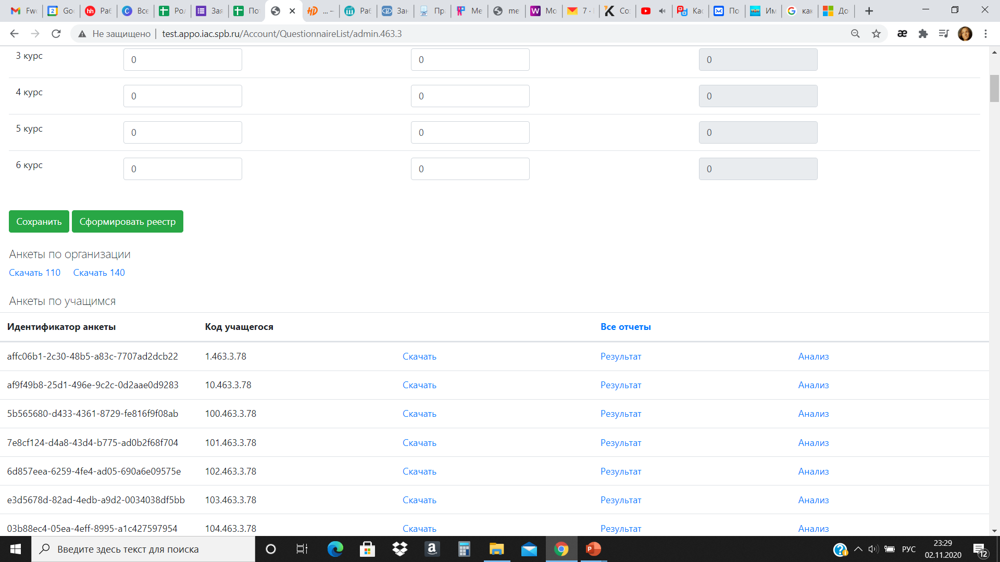 Fw Go Раб Все Рол Зая По ... – Раб Зан Пр Ме me Мо 7 · Со Ка По Им как До
Не защищено test.appo.iac.spb.ru/Account/QuestionnaireList/admin.463.3
3 курс 0 0 0
4 курс 0 0 0
5 курс 0 0 0
6 курс 0 0 0
Сохранить Сформировать реестр
Анкеты по организации
Скачать 110 Скачать 140
Анкеты по учащимся
Идентификатор анкеты Код учащегося Все отчеты
affc06b1-2c30-48b5-a83c-7707ad2dcb22 1.463.3.78 Скачать Результат Анализ
af9f49b8-25d1-496e-9c2c-0d2aae0d9283 10.463.3.78 Скачать Результат Анализ
5b565680-d433-4361-8729-fe816f9f08ab 100.463.3.78 Скачать Результат Анализ
7e8cf124-d4a8-43d4-b775-ad0b2f68f704 101.463.3.78 Скачать Результат Анализ
6d857eea-6259-4fe4-ad05-690a6e09575e 102.463.3.78 Скачать Результат Анализ
e3d5678d-82ad-4edb-a9d2-0034038df5bb 103.463.3.78 Скачать Результат Анализ
03b88ec4-05ea-4eff-8995-a1c427597954 104.463.3.78 Скачать Результат Анализ
Введите здесь текст для поиска РУС 23:29
02.11.2020 12